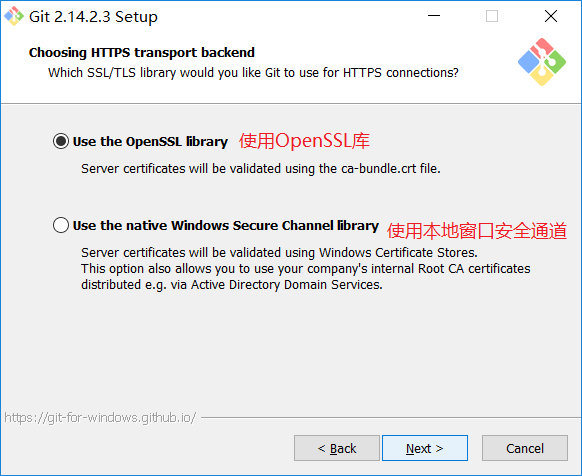 Git 2.14.2.3 Setup
Choosing HTTPS transport backend
Which SSL/TLS library would you like Git to use for HTTPS connections?
Use the OpenSSL library 使用OpenSSL库
Server certificates will be validated using the ca-bundle.crt file.
Use the native Windows Secure Channel library 使用本地窗口安全通道
Server certificates will be validated using Windows Certificate Stores.
This option also allows you to use your company's internal Root CA certificates
distributed e.g. via Active Directory Domain Services.
https://git-for-windows.github.io/
< Back Next > Cancel